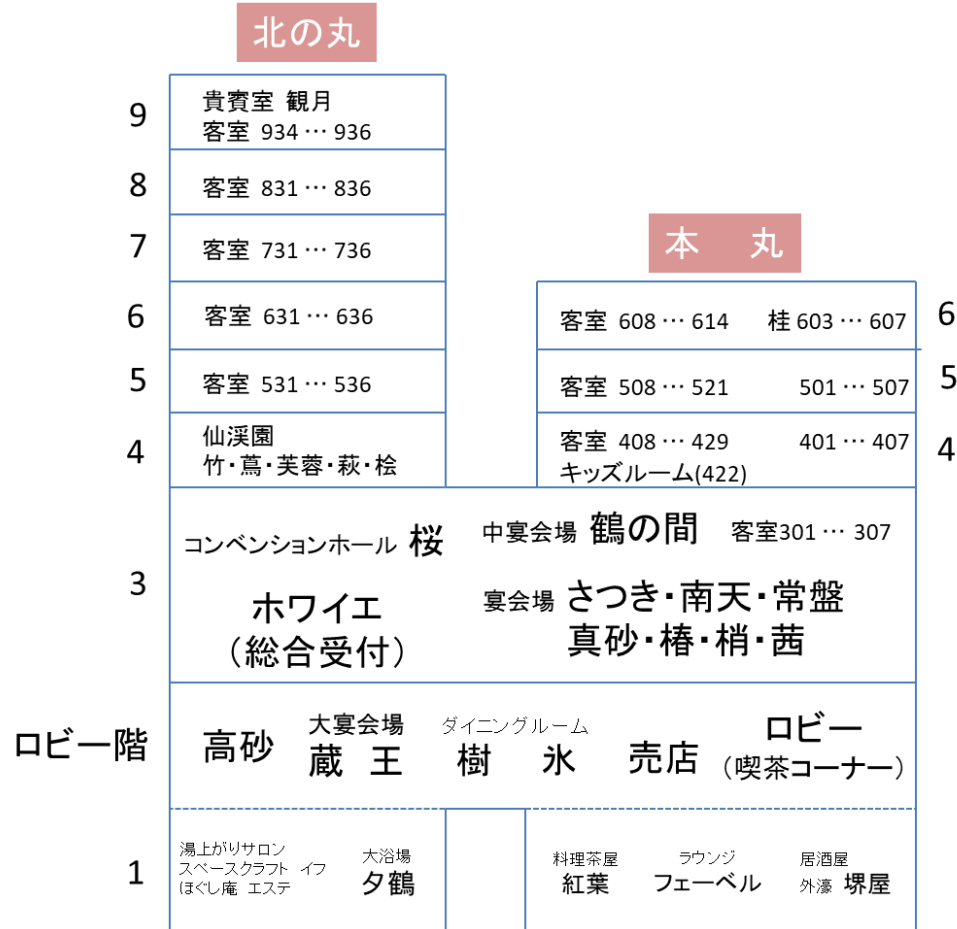 北の丸
9
貴賓室 観月
客室 934 … 936
8
客室 831 … 836
7
客室 731 … 736
本 丸
6
客室 631 … 636
客室 608 … 614 桂 603 … 607
6
5
客室 531 … 536
客室 508 … 521 501 … 507
5
4
仙渓園
竹・蔦・芙蓉・萩・桧
客室 408 … 429 401 … 407
キッズルーム(422)
4
3
コンベンションホール 桜
中宴会場 鶴の間 客室301 … 307
ホワイエ
（総合受付）
宴会場 さつき・南天・常盤
真砂・椿・梢・茜
ロビー階
高砂
大宴会場
蔵 王
ダイニングルーム
樹 氷
売店
ロビー
（喫茶コーナー）
1
湯上がりサロン
スペースクラフト イフ
ほぐし庵 エステ
大浴場
夕鶴
料理茶屋
紅葉
ラウンジ
フェーベル
居酒屋
外濠 堺屋